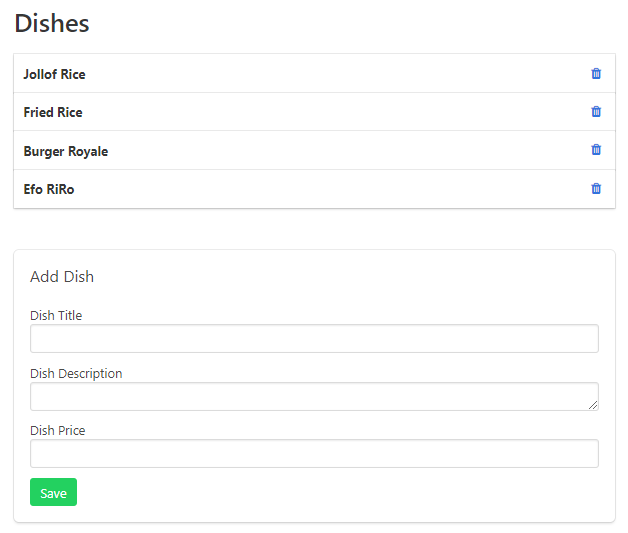 Dishes
Jollof Rice
Fried Rice
Burger Royale
Efo RiRo
Add Dish
Dish Title
Dish Description
Dish Price
Save